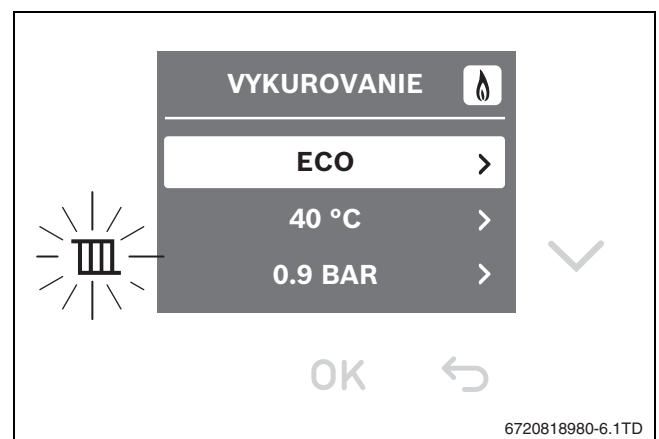 VYKUROVANIE
ECO
40 °C
0.9 BAR
OK
6720818980-6.1TD